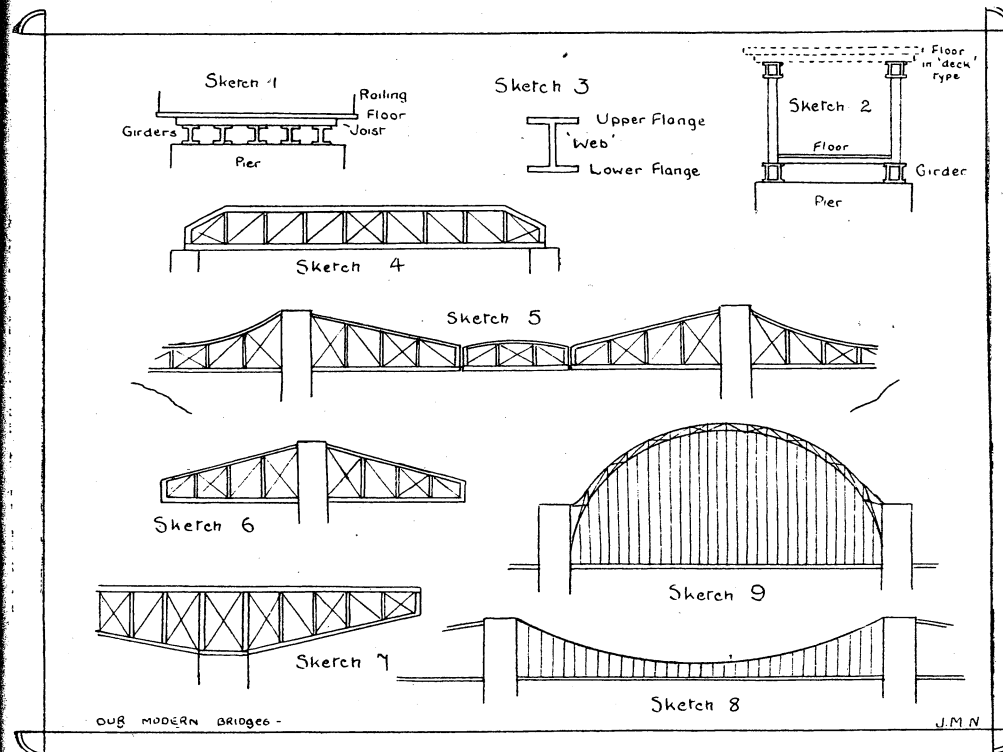 Sketch 1
Railing
Floor
Joist
Girders
Pier
Sketch 3
Upper Flange
'Web'
Lower Flange
Floor
in 'deck'
type
Sketch 2
Floor
Girder
Pier
Sketch 4
Sketch 5
Sketch 6
Sketch 9
Sketch 7
Sketch 8
OUR MODERN BRIDGES -
J.M N